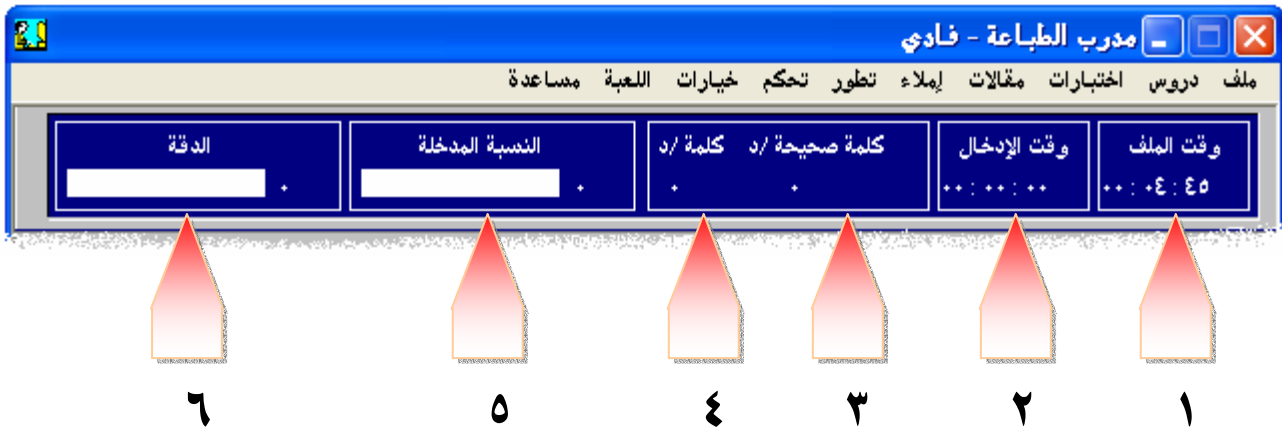 مدرب الطباعة - فادي
ملف دروس اختبارات مقالات إملاء تطور تحكم خيارات اللعبة مساعدة
وقت الملف وقت الإدخال كلمة صحيحة /د كلمة /د النسبة المدخلة الدقة
٠٠ : ٠٤ : ٤٥ ٠٠ : ٠٠ : ٠٠ ٠ ٠ ٠ ٠
١ ٢ ٣ ٤ ٥ ٦